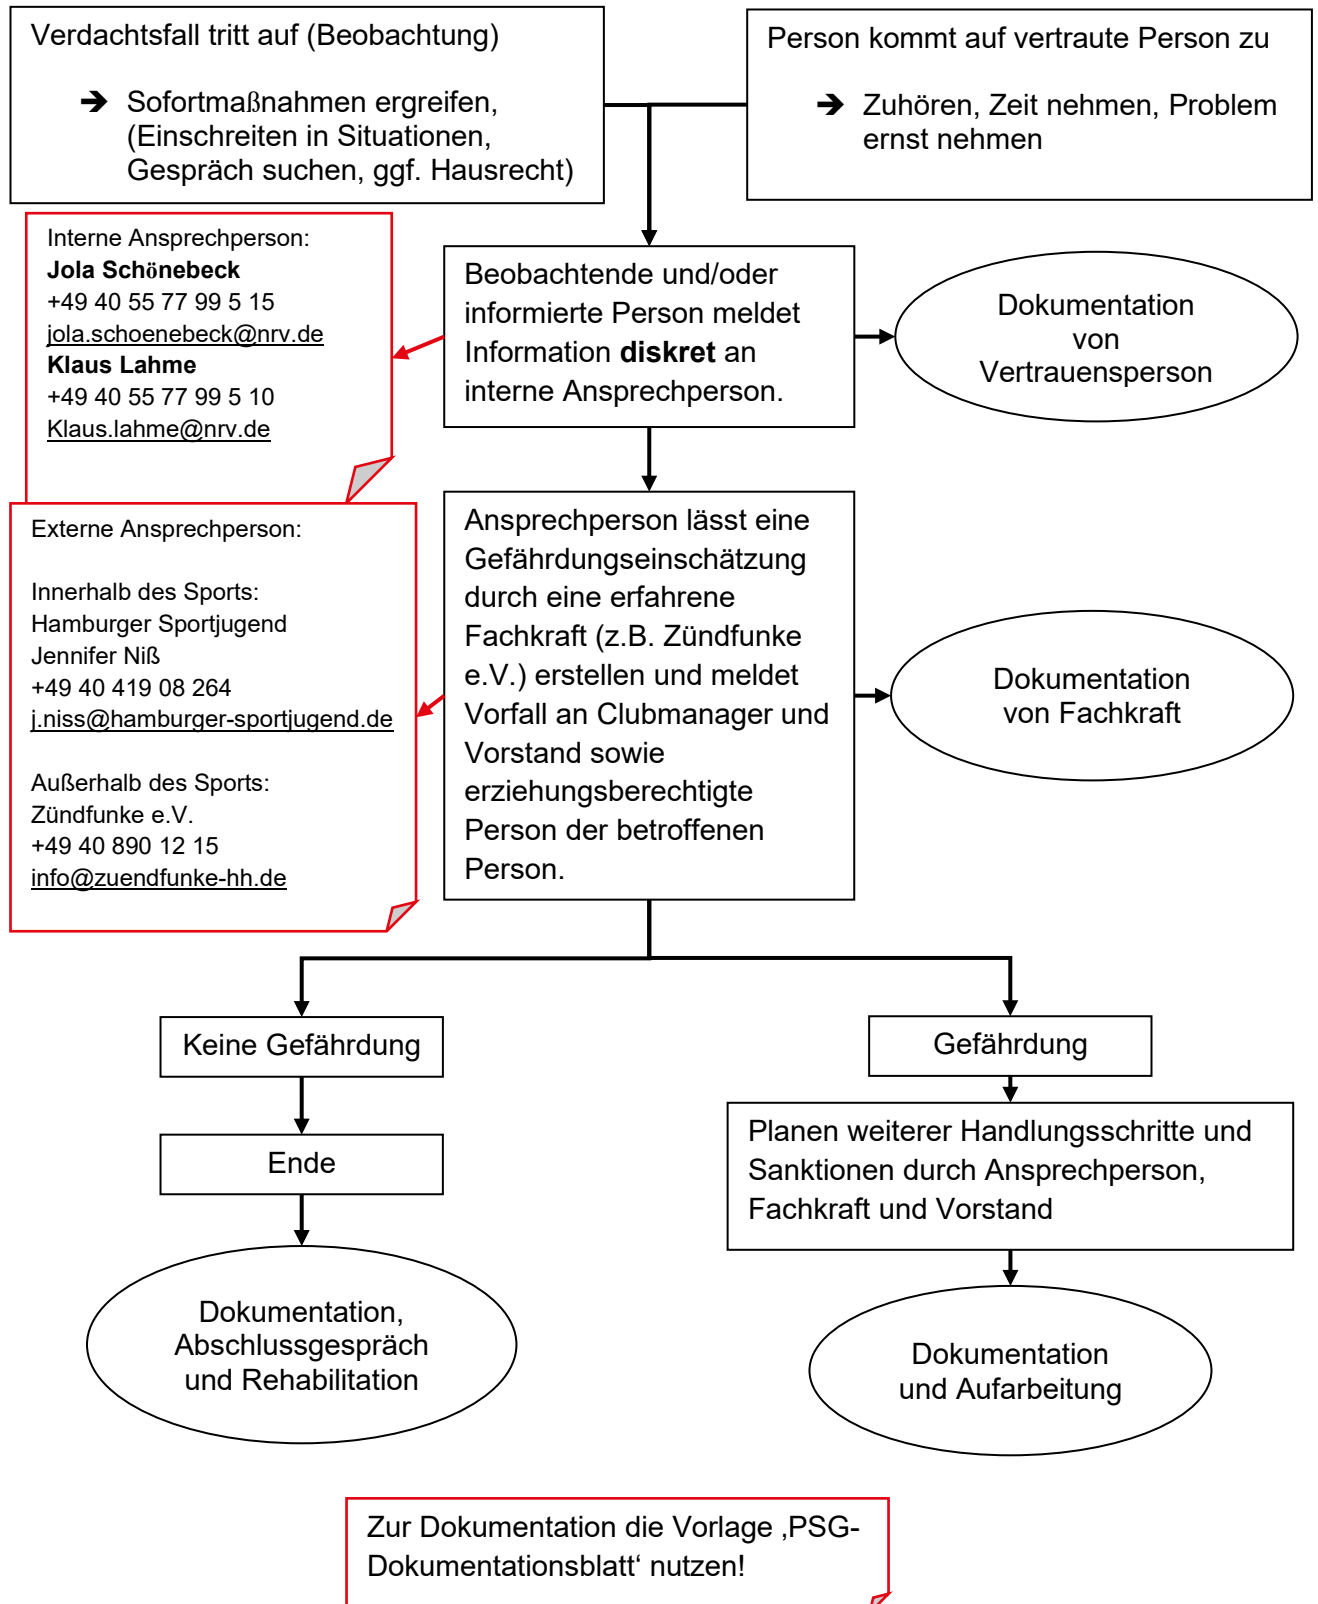 Verdachtsfall tritt auf (Beobachtung)
➔ Sofortmaßnahmen ergreifen,
(Einschreiten in Situationen,
Gespräch suchen, ggf. Hausrecht)
Person kommt auf vertraute Person zu
➔ Zuhören, Zeit nehmen, Problem
ernst nehmen
Interne Ansprechperson:
Jola Schönebeck
+49 40 55 77 99 5 15
jola.schoenebeck@nrv.de
Klaus Lahme
+49 40 55 77 99 5 10
Klaus.lahme@nrv.de
Beobachtende und/oder
informierte Person meldet
Information diskret an
interne Ansprechperson.
Dokumentation
von
Vertrauensperson
Externe Ansprechperson:
Innerhalb des Sports:
Hamburger Sportjugend
Jennifer Niß
+49 40 419 08 264
j.niss@hamburger-sportjugend.de
Außerhalb des Sports:
Zündfunke e.V.
+49 40 890 12 15
info@zuendfunke-hh.de
Ansprechperson lässt eine
Gefährdungseinschätzung
durch eine erfahrene
Fachkraft (z.B. Zündfunke
e.V.) erstellen und meldet
Vorfall an Clubmanager und
Vorstand sowie
erziehungsberechtigte
Person der betroffenen
Person.
Dokumentation
von Fachkraft
Keine Gefährdung
Gefährdung
Ende
Planen weiterer Handlungsschritte und
Sanktionen durch Ansprechperson,
Fachkraft und Vorstand
Dokumentation,
Abschlussgespräch
und Rehabilitation
Dokumentation
und Aufarbeitung
Zur Dokumentation die Vorlage ‚PSG-
Dokumentationsblatt‘ nutzen!